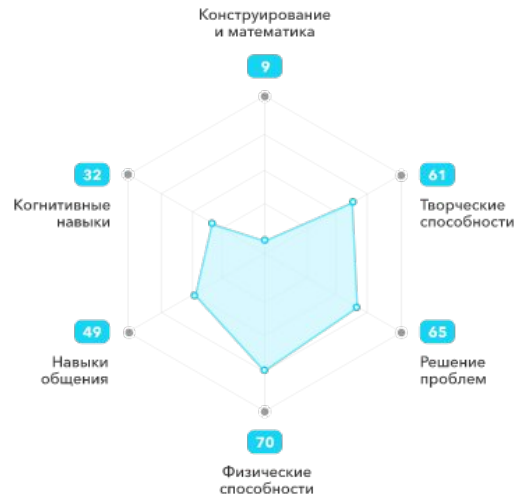 Конструирование
и математика
9
32
Когнитивные
навыки
61
Творческие
способности
49
Навыки
общения
65
Решение
проблем
70
Физические
способности